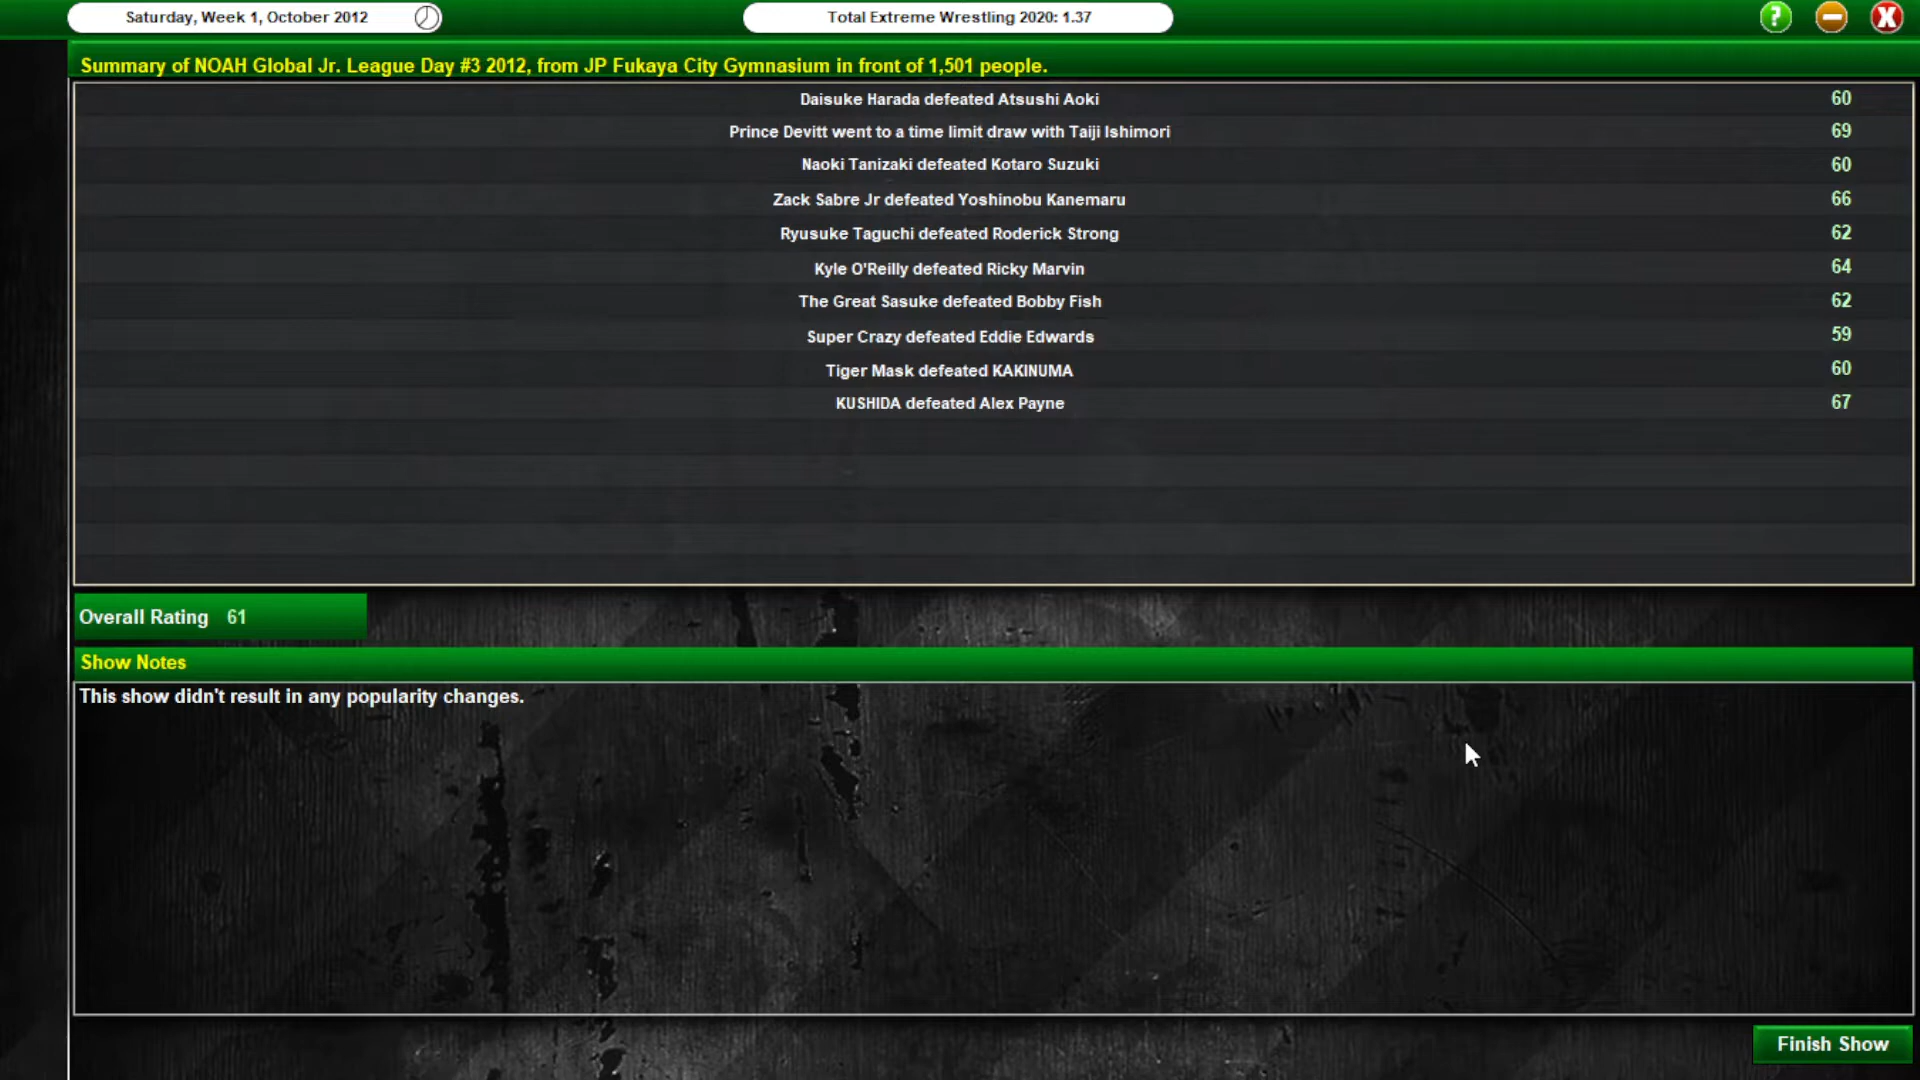 Saturday, Week 1, October 2012
Total Extreme Wrestling 2020: 1.37
?
X
Summary of NOAH Global Jr. League Day #3 2012, from JP Fukaya City Gymnasium in front of 1,501 people.
Daisuke Harada defeated Atsushi Aoki 60
Prince Devitt went to a time limit draw with Taiji Ishimori 69
Naoki Tanizaki defeated Kotaro Suzuki 60
Zack Sabre Jr defeated Yoshinobu Kanemaru 66
Ryusuke Taguchi defeated Roderick Strong 62
Kyle O'Reilly defeated Ricky Marvin 64
The Great Sasuke defeated Bobby Fish 62
Super Crazy defeated Eddie Edwards 59
Tiger Mask defeated KAKINUMA 60
KUSHIDA defeated Alex Payne 67
Overall Rating 61
Show Notes
This show didn't result in any popularity changes.
Finish Show